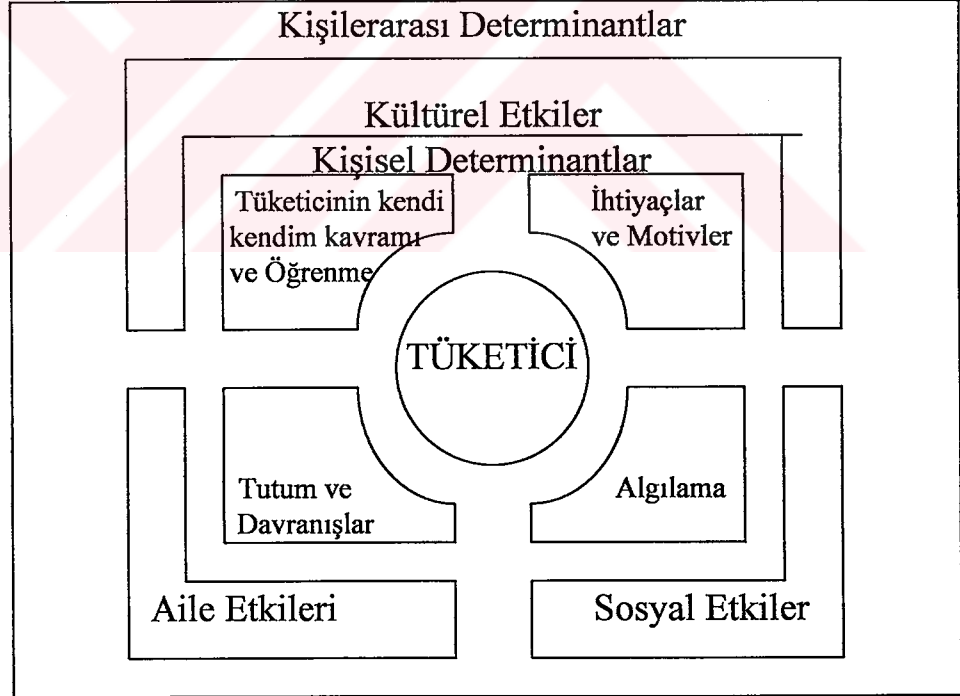 Kişilerarası Determinantlar
Kültürel Etkiler
Kişisel Determinantlar
Tüketicinin kendi
kendim kavramı
ve Öğrenme
İhtiyaçlar
ve Motivler
TÜKETİCİ
Tutum ve
Davranışlar
Algılama
Aile Etkileri
Sosyal Etkiler